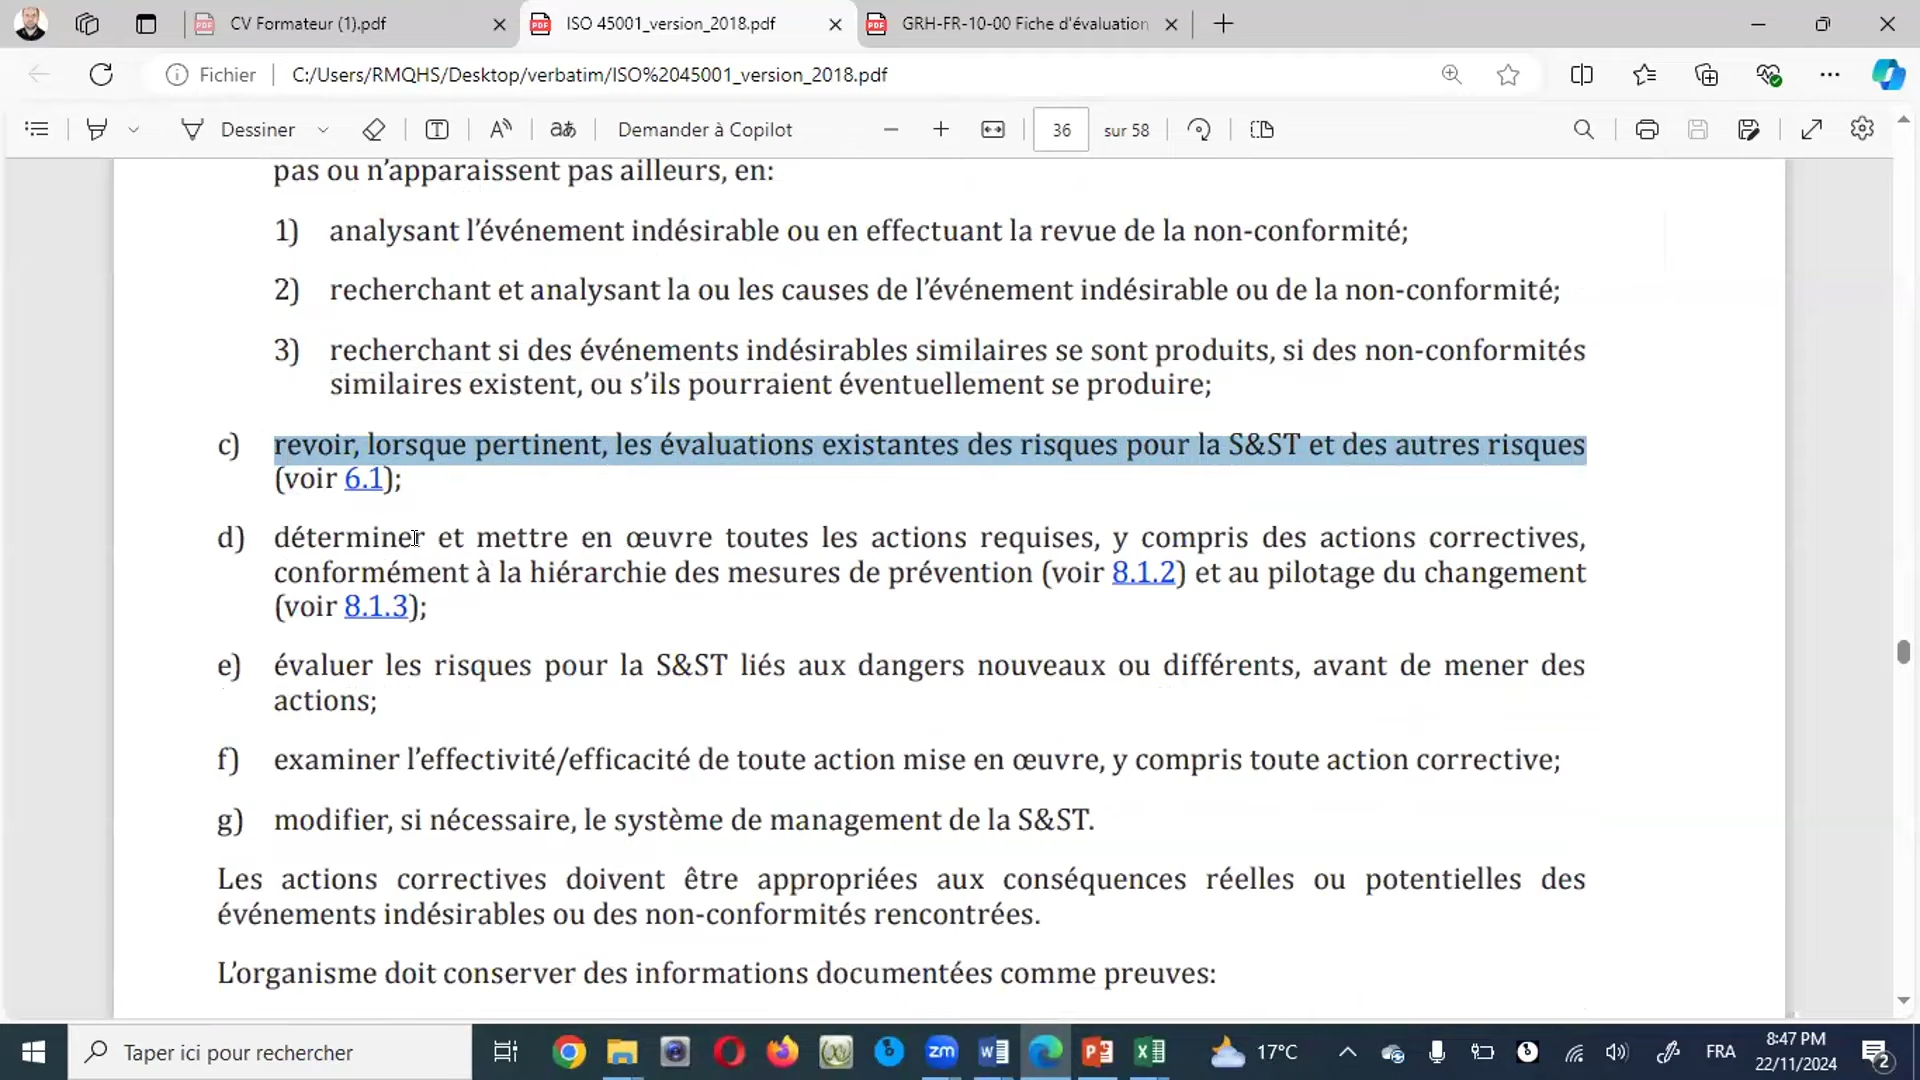 CV Formateur (1).pdf
ISO 45001_version_2018.pdf
GRH-FR-10-00 Fiche d'évaluation
Fichier
C:/Users/RMQHS/Desktop/verbatim/ISO%2045001_version_2018.pdf
Dessiner
Demander à Copilot
36
sur 58
pas ou n’apparaissent pas ailleurs, en:
1) analysant l’événement indésirable ou en effectuant la revue de la non-conformité;
2) recherchant et analysant la ou les causes de l’événement indésirable ou de la non-conformité;
3) recherchant si des événements indésirables similaires se sont produits, si des non-conformités
similaires existent, ou s’ils pourraient éventuellement se produire;
c) revoir, lorsque pertinent, les évaluations existantes des risques pour la S&ST et des autres risques
(voir 6.1);
d) déterminer et mettre en œuvre toutes les actions requises, y compris des actions correctives,
conformément à la hiérarchie des mesures de prévention (voir 8.1.2) et au pilotage du changement
(voir 8.1.3);
e) évaluer les risques pour la S&ST liés aux dangers nouveaux ou différents, avant de mener des
actions;
f) examiner l’effectivité/efficacité de toute action mise en œuvre, y compris toute action corrective;
g) modifier, si nécessaire, le système de management de la S&ST.
Les actions correctives doivent être appropriées aux conséquences réelles ou potentielles des
événements indésirables ou des non-conformités rencontrées.
L’organisme doit conserver des informations documentées comme preuves:
Taper ici pour rechercher
zm
17°C
FRA
8:47 PM
22/11/2024
2